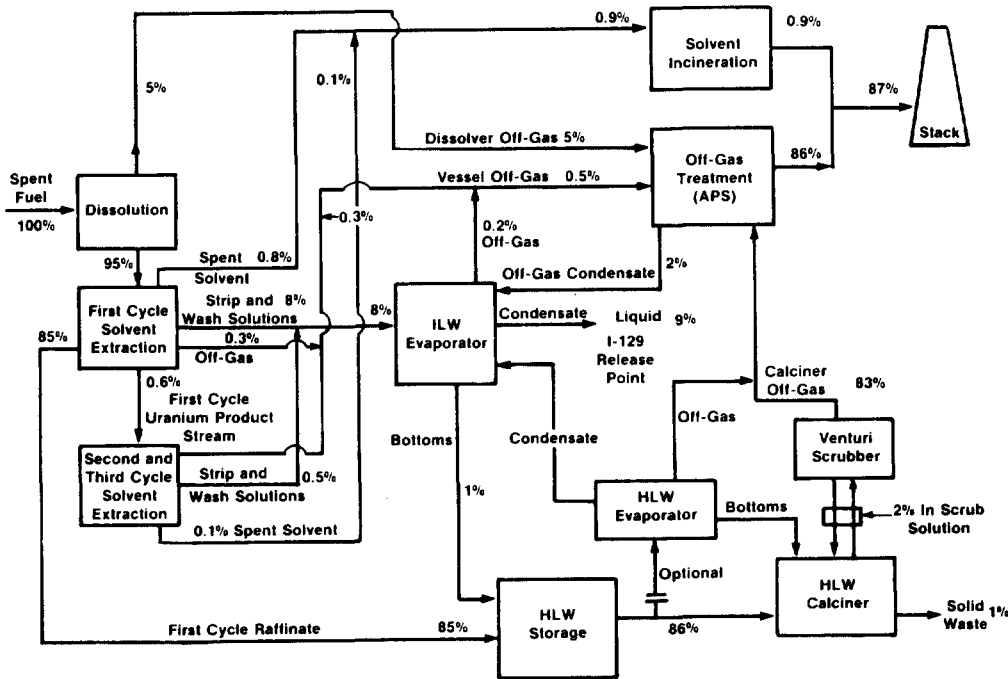 0.9%
0.9%
Solvent
Incineration
0.1%
5%
87%
Stack
Dissolver Off-Gas 5%
Off-Gas
Treatment
(APS)
86%
Spent
Fuel
100%
Dissolution
Vessel Off-Gas 0.5%
0.3%
0.2%
Off-Gas
95%
Spent 0.8%
Solvent
Off-Gas Condensate
2%
Strip and 8%
Wash Solutions
8%
First Cycle
Solvent
Extraction
85%
0.3%
Off-Gas
ILW
Evaporator
Condensate
Liquid 9%
I-129
Release
Point
0.6%
First Cycle
Uranium Product
Stream
Calciner
Off-Gas
83%
Off-Gas
Bottoms
Condensate
Venturi
Scrubber
Second and
Third Cycle
Solvent
Extraction
Strip and
Wash Solutions
0.5%
1%
HLW
Evaporator
Bottoms
2% In Scrub
Solution
0.1% Spent Solvent
Optional
HLW
Calciner
Solid
Waste 1%
First Cycle Raffinate
85%
HLW
Storage
86%